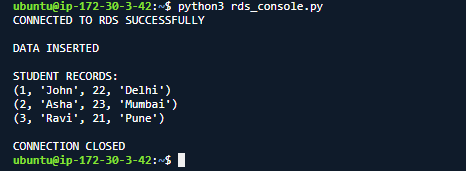 ubuntu@ip-172-30-3-42:~$ python3 rds_console.py
CONNECTED TO RDS SUCCESSFULLY
DATA INSERTED
STUDENT RECORDS:
(1, 'John', 22, 'Delhi')
(2, 'Asha', 23, 'Mumbai')
(3, 'Ravi', 21, 'Pune')
CONNECTION CLOSED
ubuntu@ip-172-30-3-42:~$